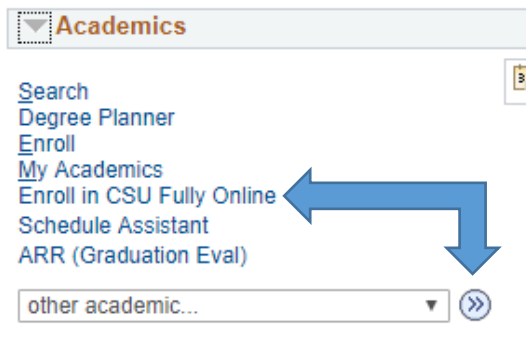 Academics
Search
Degree Planner
Enroll
My Academics
Enroll in CSU Fully Online
Schedule Assistant
ARR (Graduation Eval)
other academic...